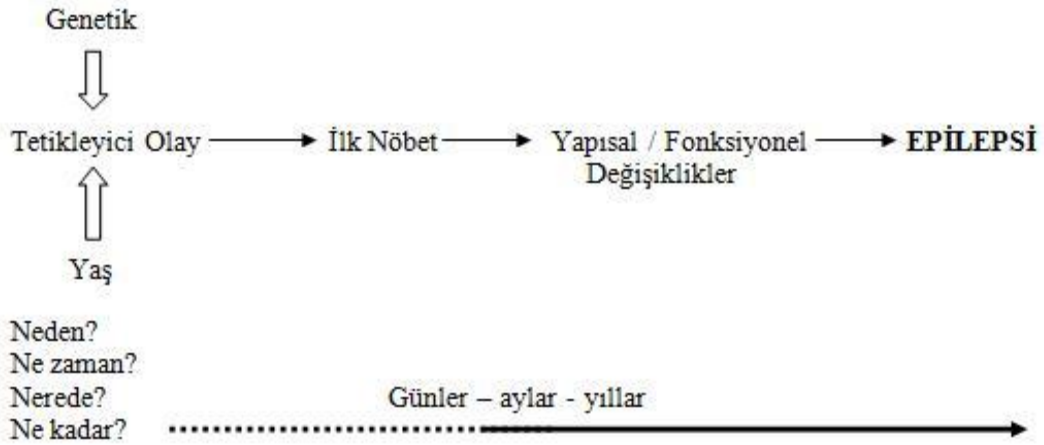 Genetik
Tetikleyici Olay İlk Nöbet Yapısal / Fonksiyonel EPİLEPSİ
Değişiklikler
Yaş
Neden?
Ne zaman?
Nerede? Günler – aylar - yıllar
Ne kadar?